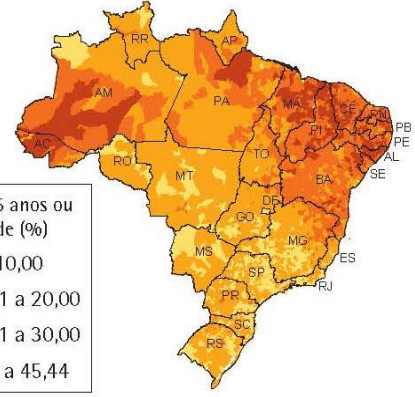 RR
AP
AM
PA
MA
CE
PB
PE
AL
SE
PI
AC
RO
TO
BA
MT
DF
GO
MG
ES
MS
SP
RJ
PR
SC
RS
anos ou
de (%)
10,00
1 a 20,00
1 a 30,00
a 45,44